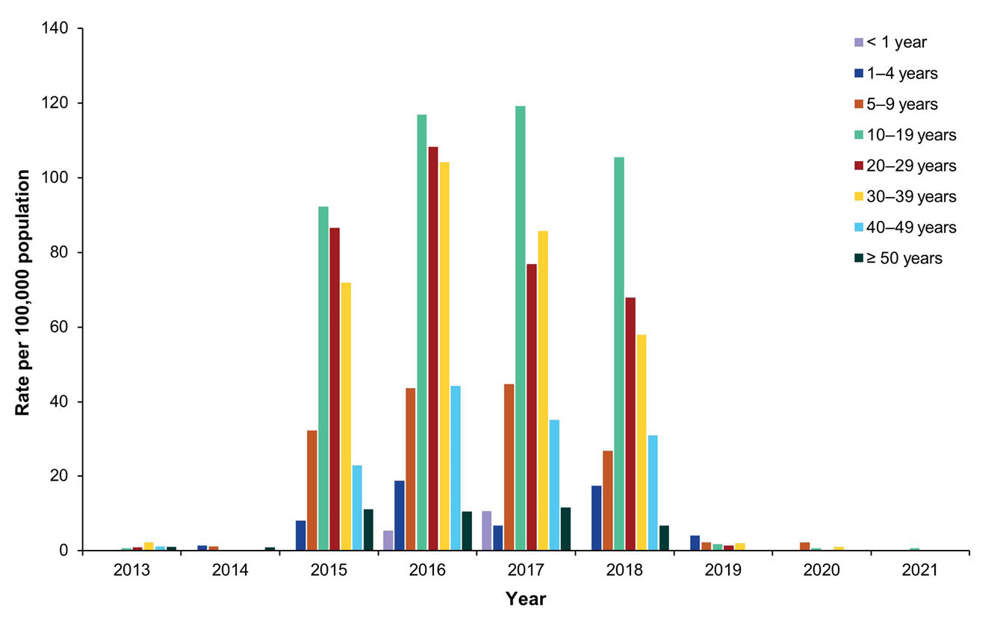 140
120
100
80
60
40
20
0
Rate per 100,000 population
2013 2014 2015 2016 2017 2018 2019 2020 2021
Year
< 1 year
1–4 years
5–9 years
10–19 years
20–29 years
30–39 years
40–49 years
≥ 50 years